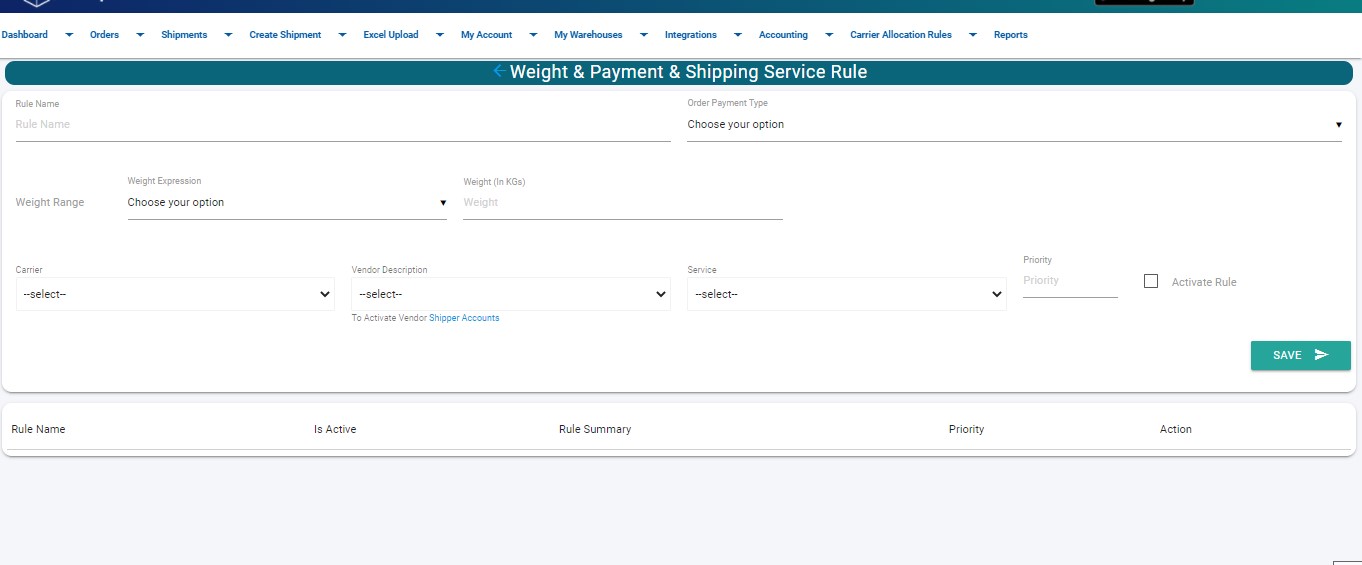 Dashboard Orders Shipments Create Shipment Excel Upload My Account My Warehouses Integrations Accounting Carrier Allocation Rules Reports
Weight & Payment & Shipping Service Rule
Rule Name Order Payment Type
Rule Name Choose your option
Weight Expression Weight (In KGs)
Weight Range Choose your option Weight
Carrier Vendor Description Service Priority
--select-- --select-- --select-- Priority Activate Rule
To Activate Vendor Shipper Accounts
SAVE
Rule Name Is Active Rule Summary Priority Action